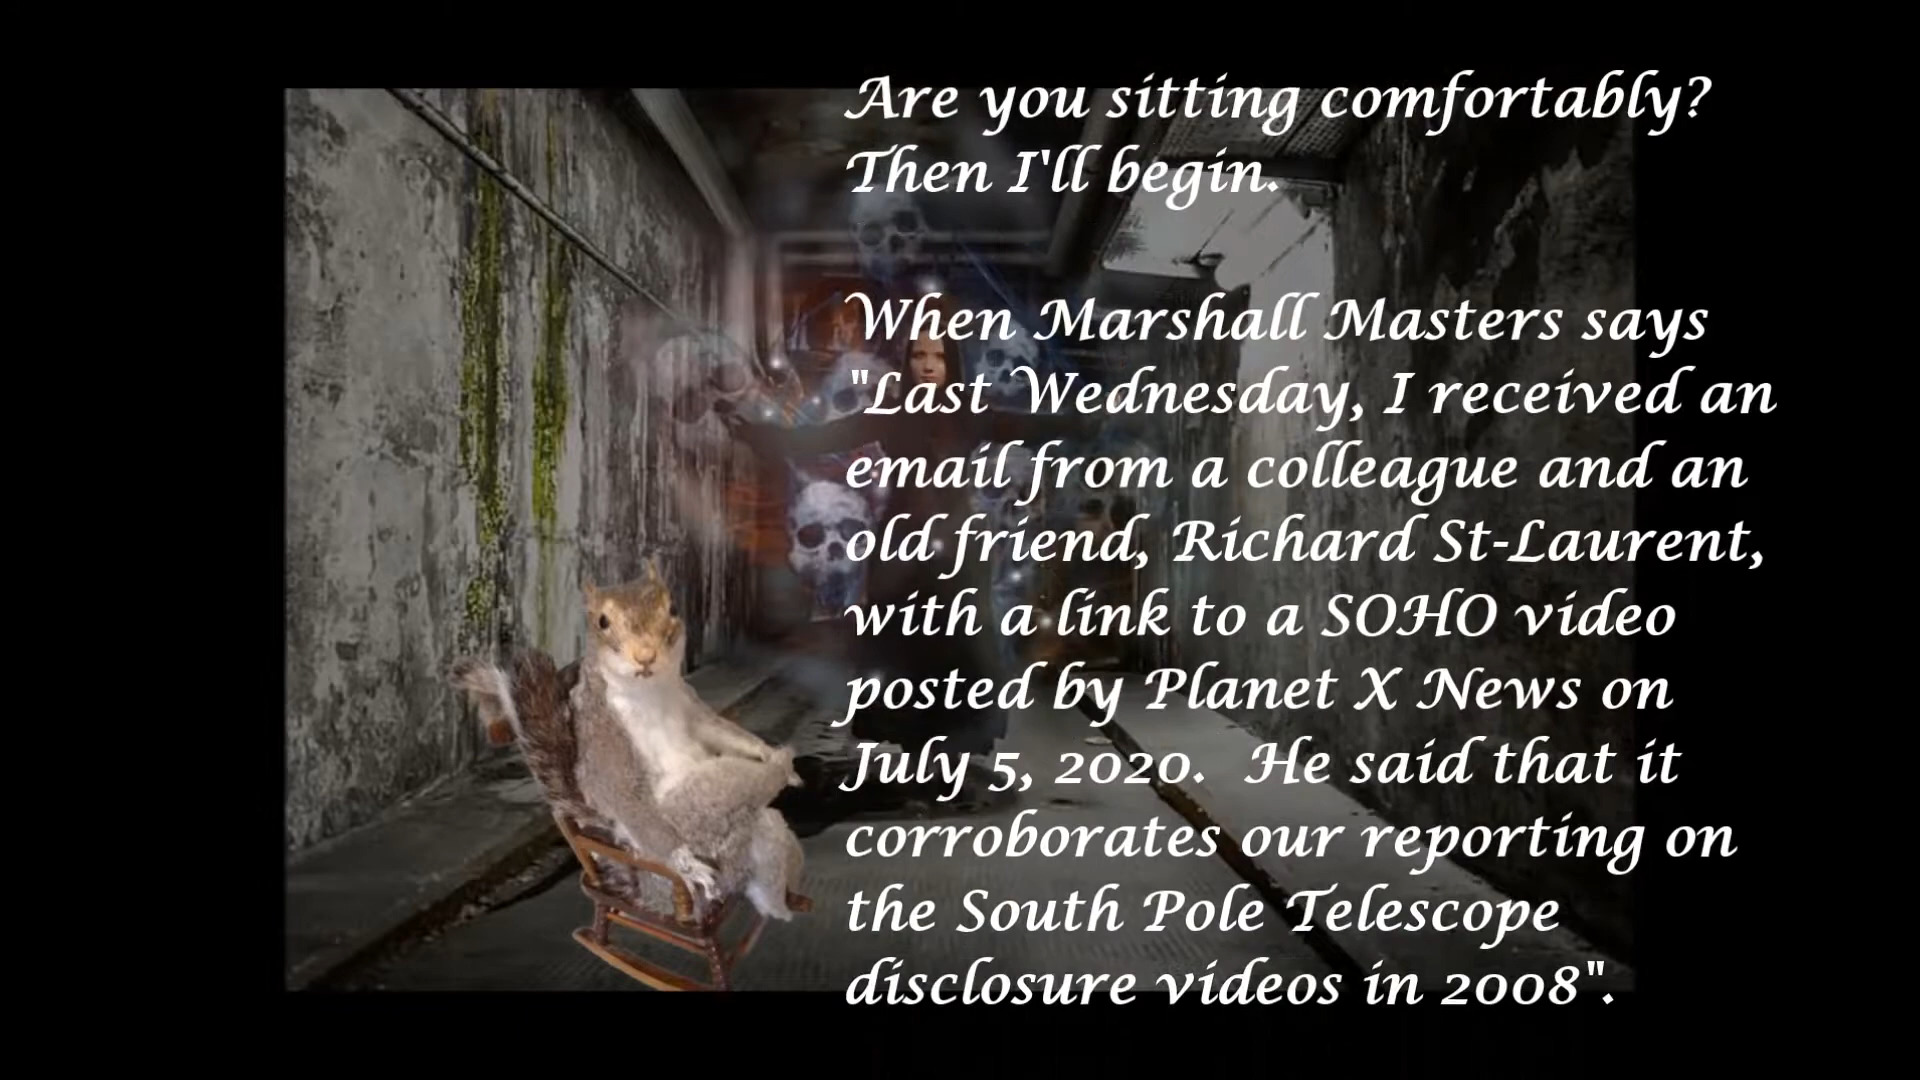 Are you sitting comfortably?
Then I'll begin.
When Marshall Masters says
"Last Wednesday, I received an
email from a colleague and an
old friend, Richard St-Laurent,
with a link to a SOHO video
posted by Planet X News on
July 5, 2020.  He said that it
corroborates our reporting on
the South Pole Telescope
disclosure videos in 2008".